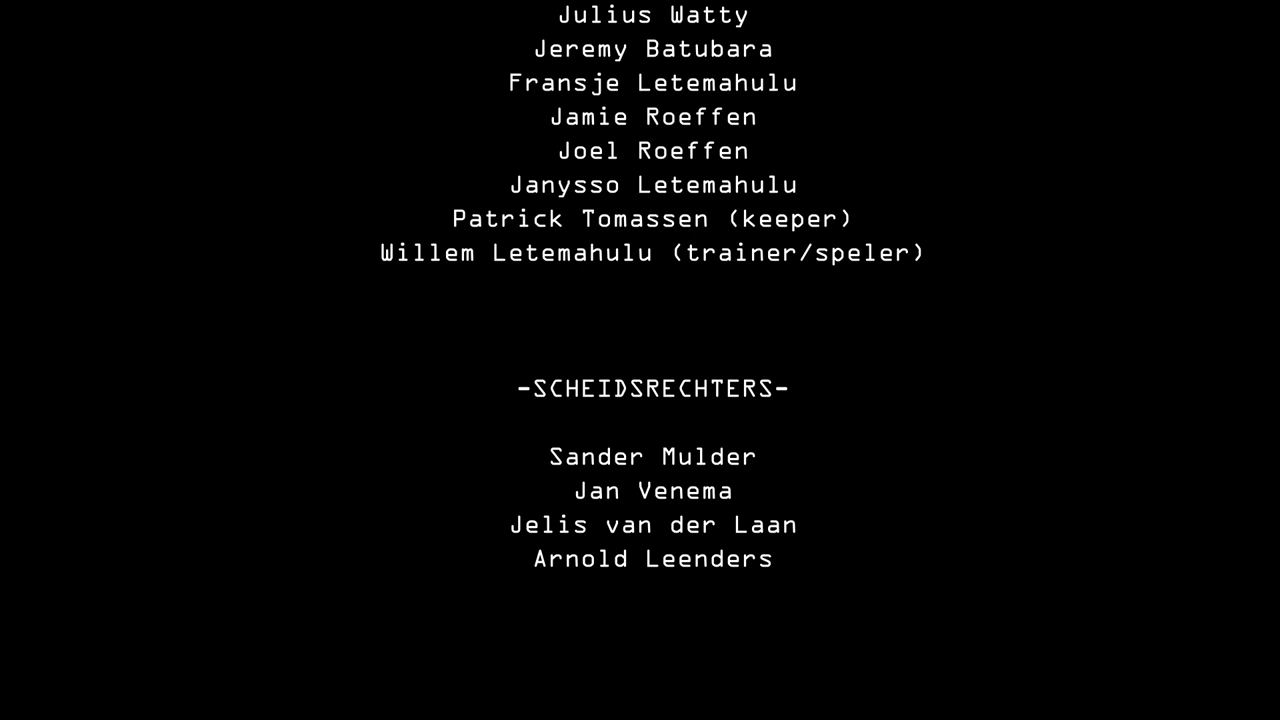 Julius Watty
Jeremy Batubara
Fransje Letemahulu
Jamie Roeffen
Joel Roeffen
Janysso Letemahulu
Patrick Tomassen (keeper)
Willem Letemahulu (trainer/speler)
-SCHEIDSRECHTERS-
Sander Mulder
Jan Venema
Jelis van der Laan
Arnold Leenders